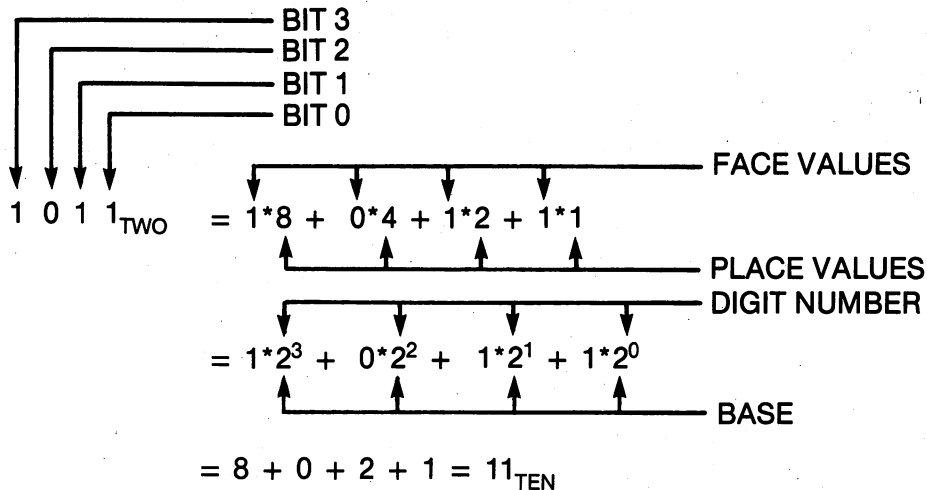 BIT 3
BIT 2
BIT 1
BIT 0
FACE VALUES
1 0 1 1TWO = 1*8 + 0*4 + 1*2 + 1*1
PLACE VALUES
DIGIT NUMBER
= 1*2³ + 0*2² + 1*2¹ + 1*2⁰
BASE
= 8 + 0 + 2 + 1 = 11TEN